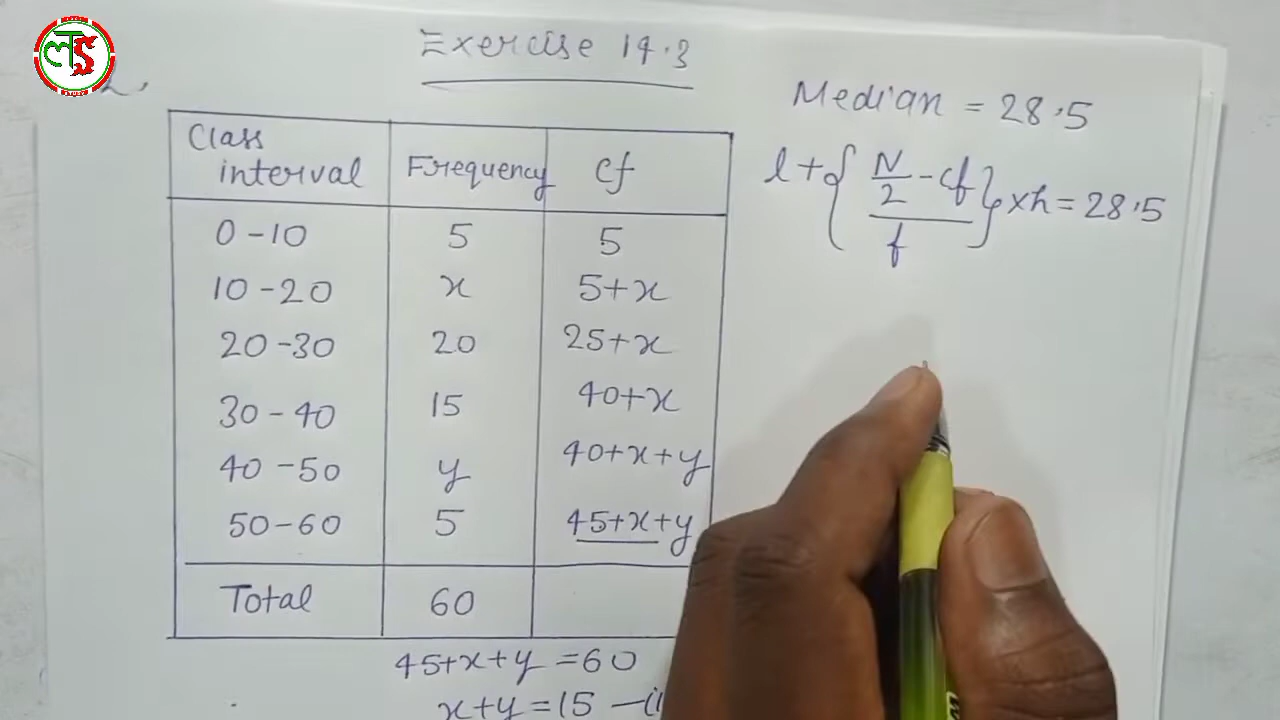 Exercise 14.3
2.
Class interval Frequency cf
0-10 5 5
10-20 x 5+x
20-30 20 25+x
30-40 15 40+x
40-50 y 40+x+y
50-60 5 45+x+y
Total 60
45+x+y=60
x+y=15 —(1
Median = 28.5
l+{N/2-cf/f}×h=28.5